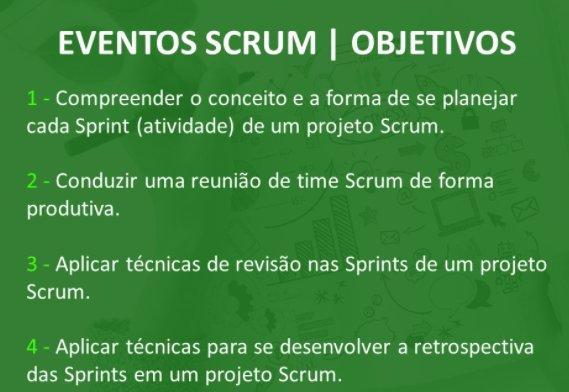 EVENTOS SCRUM | OBJETIVOS
1 - Compreender o conceito e a forma de se planejar
cada Sprint (atividade) de um projeto Scrum.
2 - Conduzir uma reunião de time Scrum de forma
produtiva.
3 - Aplicar técnicas de revisão nas Sprints de um projeto
Scrum.
4 - Aplicar técnicas para se desenvolver a retrospectiva
das Sprints em um projeto Scrum.